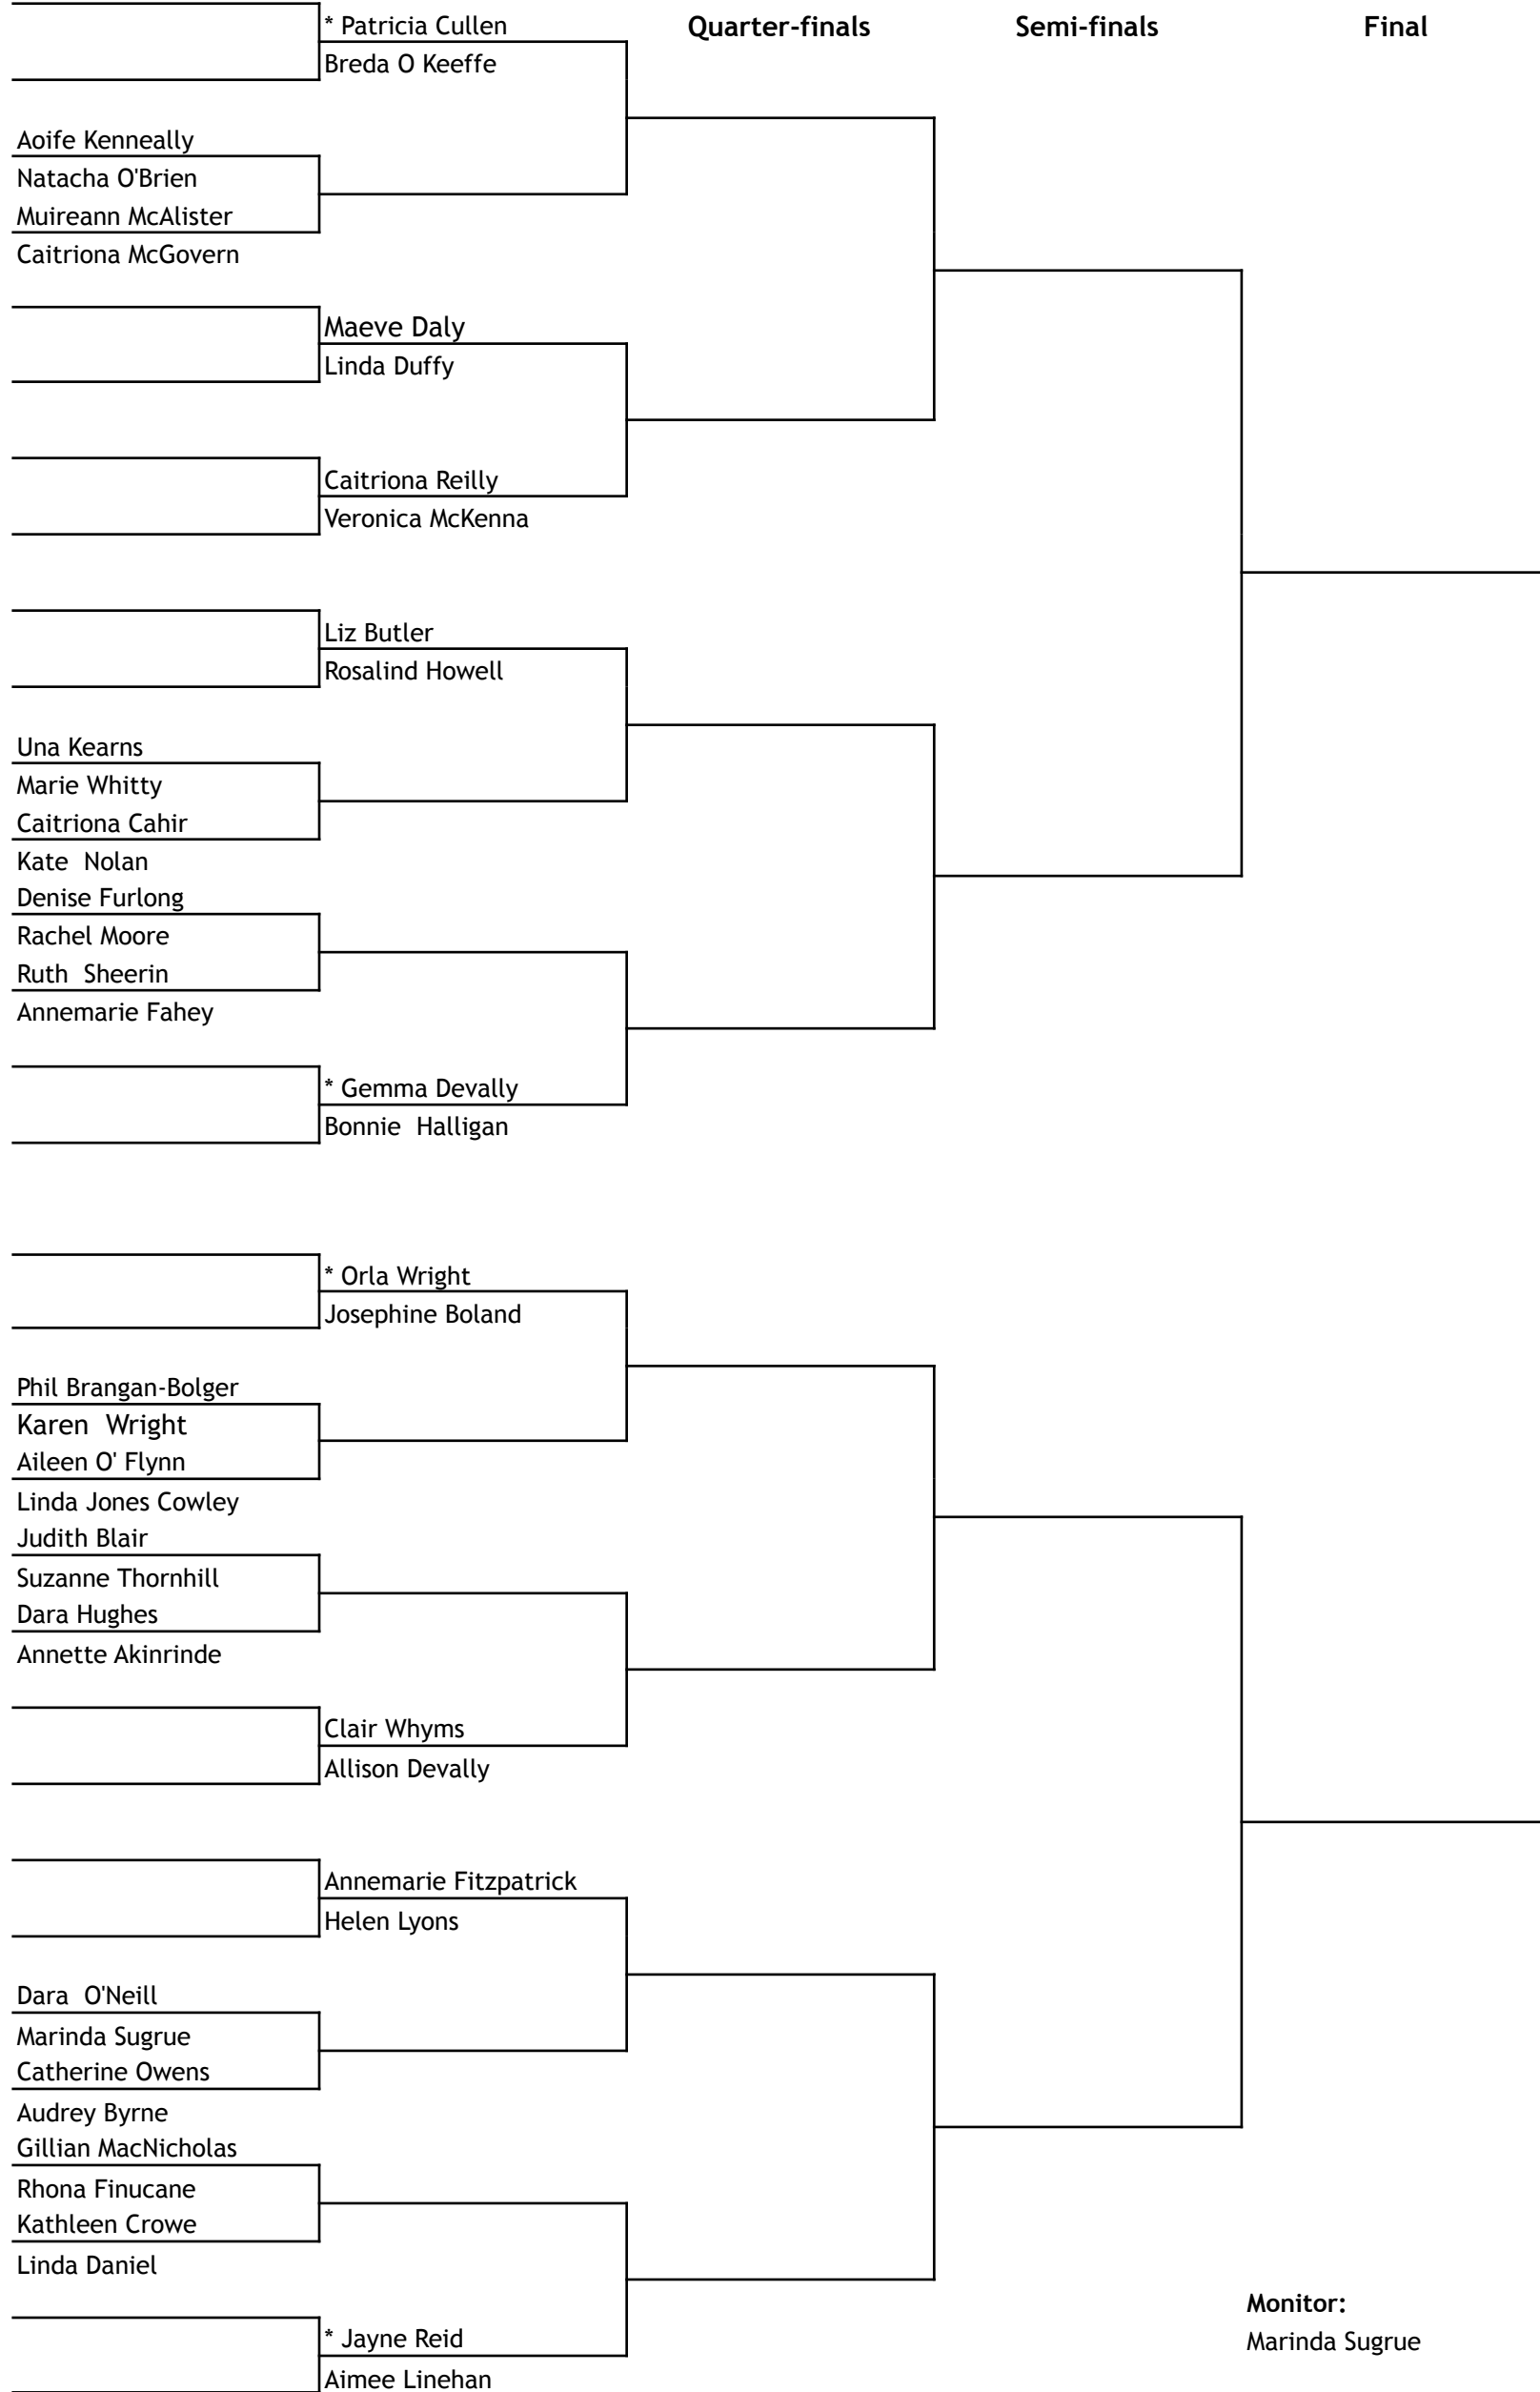 * Patricia Cullen
Quarter-finals
Semi-finals
Final
Breda O Keeffe
Aoife Kenneally
Natacha O'Brien
Muireann McAlister
Caitriona McGovern
Maeve Daly
Linda Duffy
Caitriona Reilly
Veronica McKenna
Liz Butler
Rosalind Howell
Una Kearns
Marie Whitty
Caitriona Cahir
Kate  Nolan
Denise Furlong
Rachel Moore
Ruth  Sheerin
Annemarie Fahey
* Gemma Devally
Bonnie  Halligan
* Orla Wright
Josephine Boland
Phil Brangan-Bolger
Karen  Wright
Aileen O' Flynn
Linda Jones Cowley
Judith Blair
Suzanne Thornhill
Dara Hughes
Annette Akinrinde
Clair Whyms
Allison Devally
Annemarie Fitzpatrick
Helen Lyons
Dara  O'Neill
Marinda Sugrue
Catherine Owens
Audrey Byrne
Gillian MacNicholas
Rhona Finucane
Kathleen Crowe
Linda Daniel
Monitor:
* Jayne Reid
Marinda Sugrue
Aimee Linehan